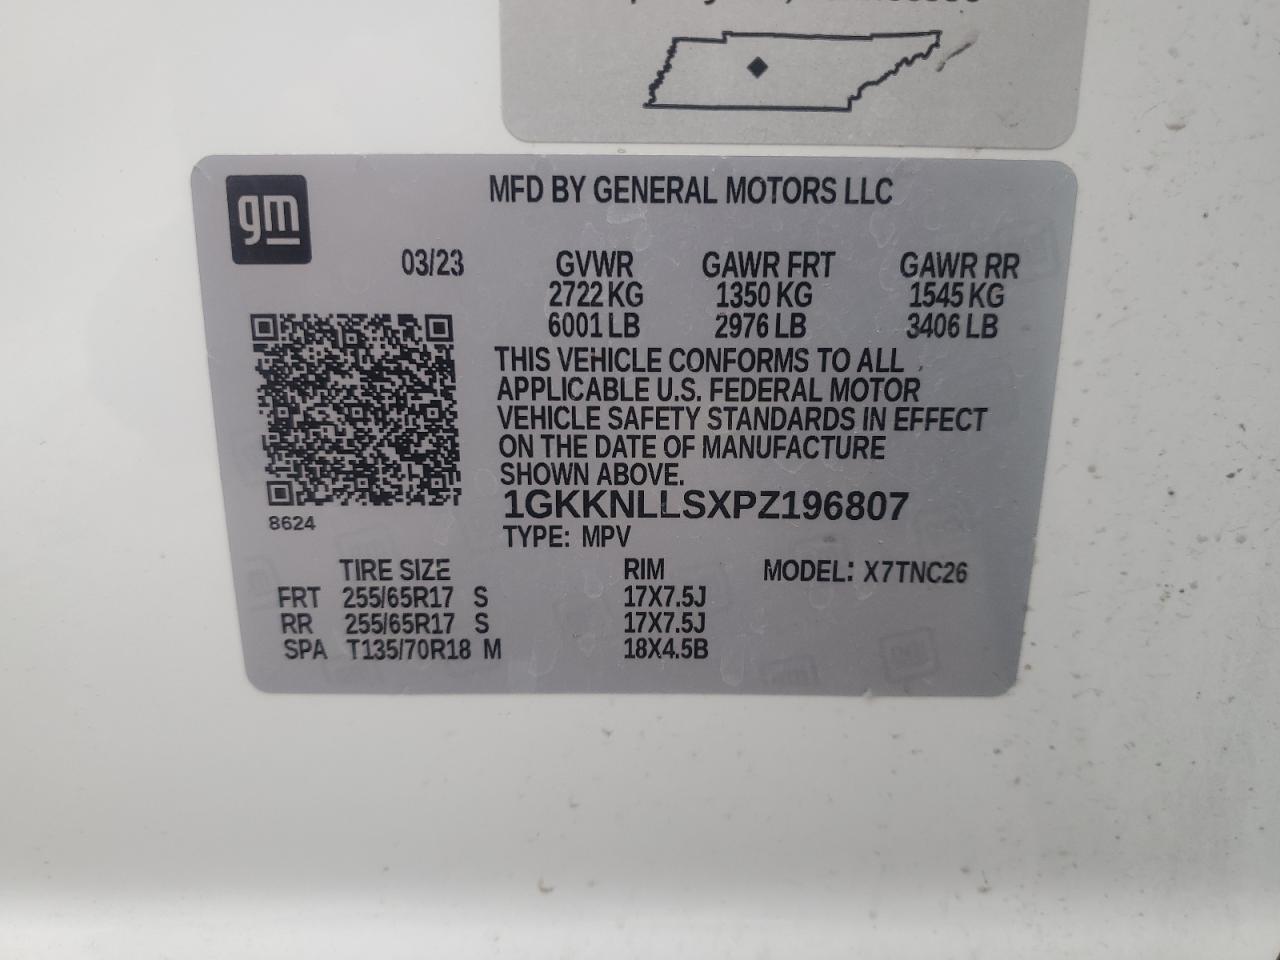 gm
MFD BY GENERAL MOTORS LLC
03/23 GVWR GAWR FRT GAWR RR
2722 KG 1350 KG 1545 KG
6001 LB 2976 LB 3406 LB
THIS VEHICLE CONFORMS TO ALL
APPLICABLE U.S. FEDERAL MOTOR
VEHICLE SAFETY STANDARDS IN EFFECT
ON THE DATE OF MANUFACTURE
SHOWN ABOVE.
1GKKNLLSXPZ196807
8624
TYPE: MPV
TIRE SIZE RIM MODEL: X7TNC26
FRT 255/65R17 S 17X7.5J
RR 255/65R17 S 17X7.5J
SPA T135/70R18 M 18X4.5B